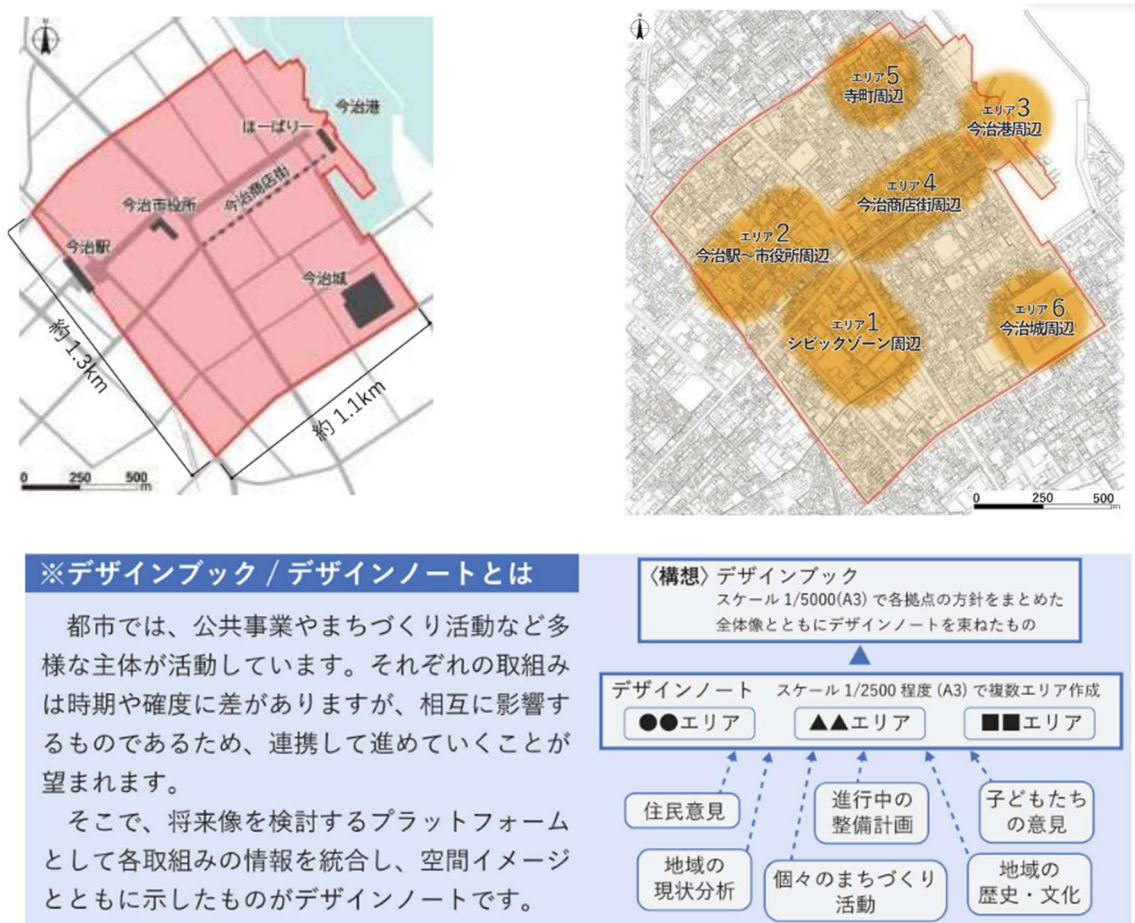 N
今治港
はーばりー
今治商店街
今治市役所
今治駅
今治城
約 1.3km
約 1.1km
0 250 500
m
N
エリア5
寺町周辺
エリア3
今治港周辺
エリア4
今治商店街周辺
エリア2
今治駅～市役所周辺
エリア6
今治城周辺
エリア1
シビックゾーン周辺
0 250 500
m
※デザインブック / デザインノートとは
都市では、公共事業やまちづくり活動など多
様な主体が活動しています。それぞれの取組み
は時期や確度に差がありますが、相互に影響す
るものであるため、連携して進めていくことが
望まれます。
そこで、将来像を検討するプラットフォーム
として各取組みの情報を統合し、空間イメージ
とともに示したものがデザインノートです。
〈構想〉デザインブック
スケール 1/5000(A3) で各拠点の方針をまとめた
全体像とともにデザインノートを束ねたもの
デザインノート スケール 1/2500 程度 (A3) で複数エリア作成
●●エリア ▲▲エリア ■■エリア
住民意見
進行中の
整備計画
子どもたち
の意見
地域の
現状分析
個々のまちづくり
活動
地域の
歴史・文化